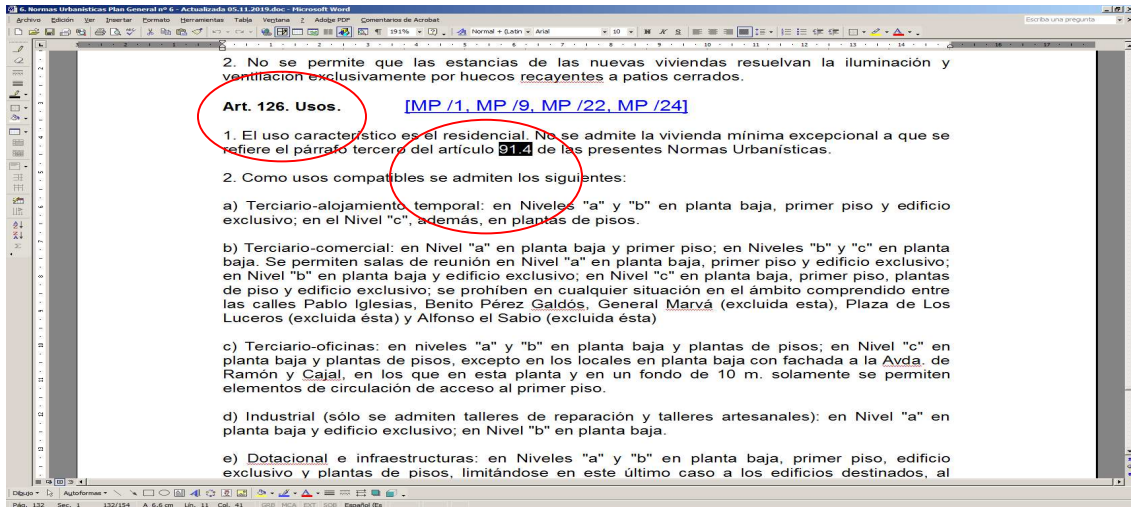 6. Normas Urbanísticas Plan General nº 6 - Actualizada 05.11.2019.doc - Microsoft Word
Archivo Edición Ver Insertar Formato Herramientas Tabla Ventana ? Adobe PDF Comentarios de Acrobat
Escriba una pregunta
191% Normal + (Latín Arial 10 N K S
2. No se permite que las estancias de las nuevas viviendas resuelvan la iluminación y
ventilación exclusivamente por huecos recayentes a patios cerrados.
Art. 126. Usos. [MP /1, MP /9, MP /22, MP /24]
1. El uso característico es el residencial. No se admite la vivienda mínima excepcional a que se
refiere el párrafo tercero del artículo 91.4 de las presentes Normas Urbanísticas.
2. Como usos compatibles se admiten los siguientes:
a) Terciario-alojamiento temporal: en Niveles "a" y "b" en planta baja, primer piso y edificio
exclusivo; en el Nivel "c", además, en plantas de pisos.
b) Terciario-comercial: en Nivel "a" en planta baja y primer piso; en Niveles "b" y "c" en planta
baja. Se permiten salas de reunión en Nivel "a" en planta baja, primer piso y edificio exclusivo;
en Nivel "b" en planta baja y edificio exclusivo; en Nivel "c" en planta baja, primer piso, plantas
de piso y edificio exclusivo; se prohíben en cualquier situación en el ámbito comprendido entre
las calles Pablo Iglesias, Benito Pérez Galdós, General Marvá (excluida esta), Plaza de Los
Luceros (excluida ésta) y Alfonso el Sabio (excluida ésta)
c) Terciario-oficinas: en niveles "a" y "b" en planta baja y plantas de pisos; en Nivel "c" en
planta baja y plantas de pisos, excepto en los locales en planta baja con fachada a la Avda. de
Ramón y Cajal, en los que en esta planta y en un fondo de 10 m. solamente se permiten
elementos de circulación de acceso al primer piso.
d) Industrial (sólo se admiten talleres de reparación y talleres artesanales): en Nivel "a" en
planta baja y edificio exclusivo; en Nivel "b" en planta baja.
e) Dotacional e infraestructuras: en Niveles "a" y "b" en planta baja, primer piso, edificio
exclusivo y plantas de pisos, limitándose en este último caso a los edificios destinados, al
Dibujo Autoformas
Pág. 132 Sec. 1 132/154 A 6,6 cm Lín. 11 Col. 41 GRB MCA EXT SOB Español (Es